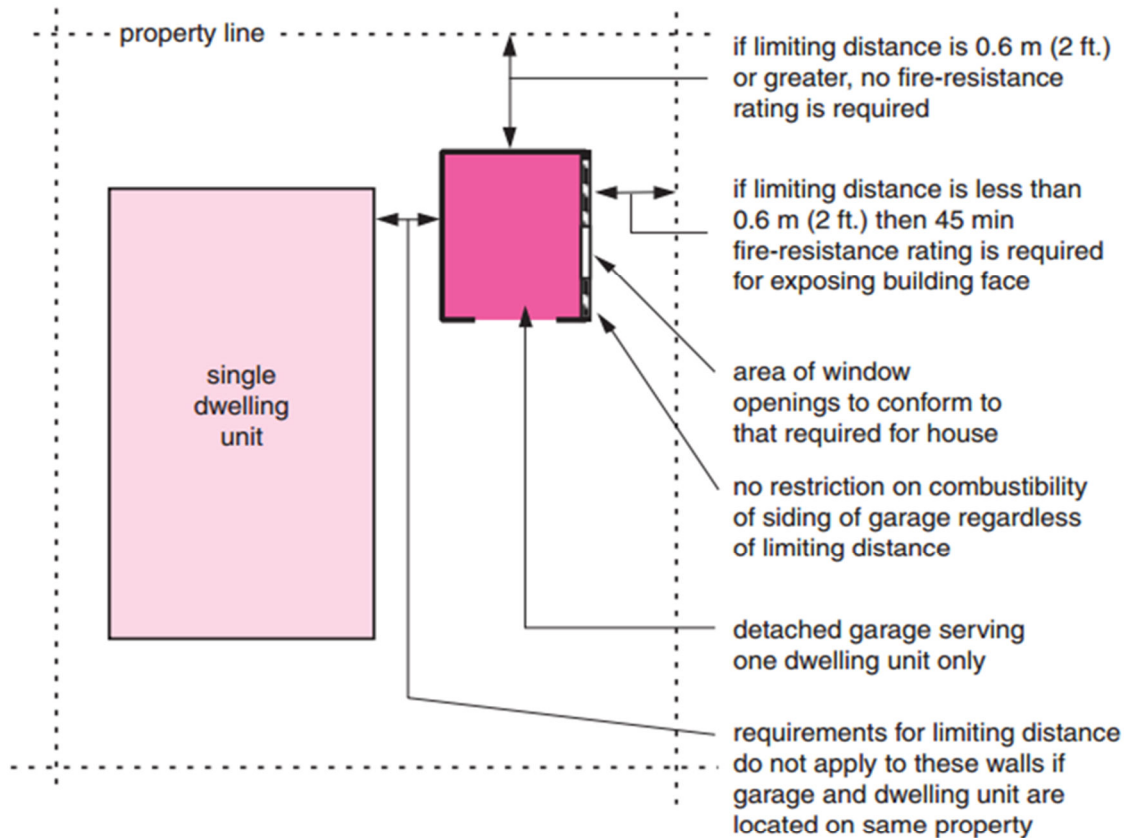 property line
if limiting distance is 0.6 m (2 ft.)
or greater, no fire-resistance
rating is required
if limiting distance is less than
0.6 m (2 ft.) then 45 min
fire-resistance rating is required
for exposing building face
single
dwelling
unit
area of window
openings to conform to
that required for house
no restriction on combustibility
of siding of garage regardless
of limiting distance
detached garage serving
one dwelling unit only
requirements for limiting distance
do not apply to these walls if
garage and dwelling unit are
located on same property